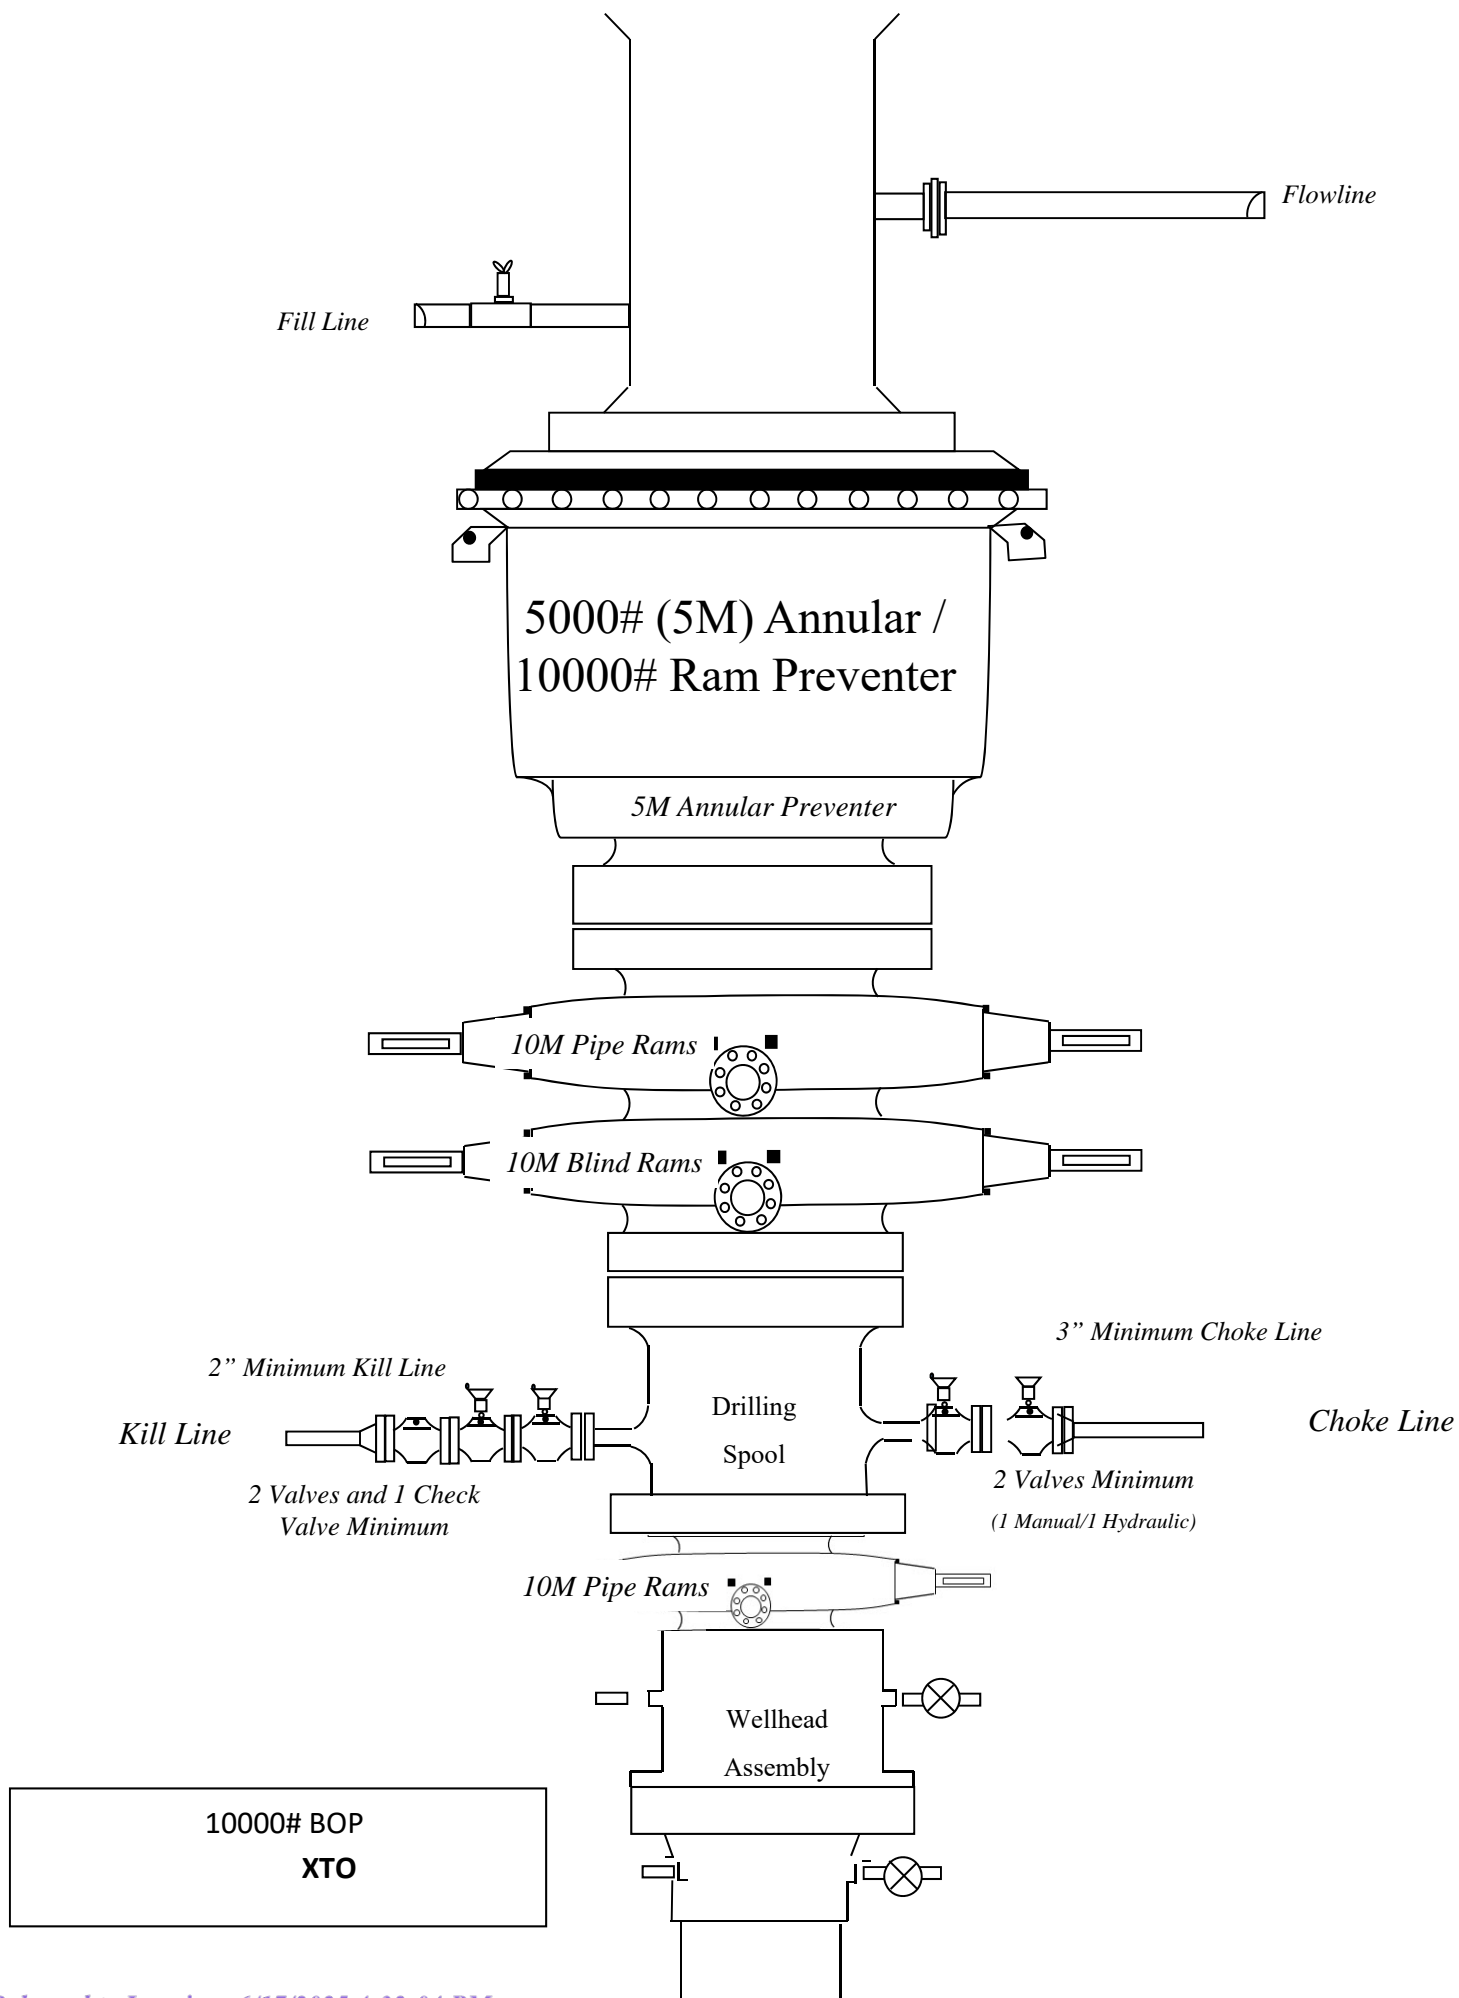 Flowline
Fill Line
5000# (5M) Annular /
10000# Ram Preventer
5M Annular Preventer
10M Pipe Rams
10M Blind Rams
3” Minimum Choke Line
2” Minimum Kill Line
Drilling
Spool
Kill Line
Choke Line
2 Valves and 1 Check
Valve Minimum
2 Valves Minimum
(1 Manual/1 Hydraulic)
10M Pipe Rams
Wellhead
Assembly
10000# BOP
XTO